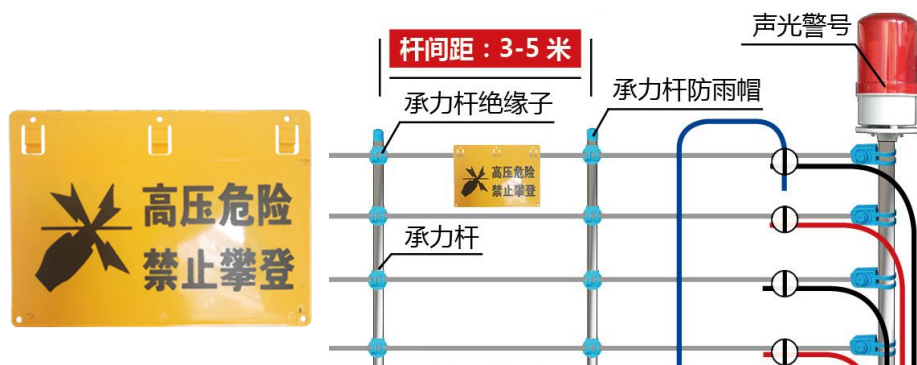 高压危险
禁止攀登
杆间距：3-5 米
声光警号
承力杆绝缘子
承力杆防雨帽
高压危险
禁止攀登
承力杆